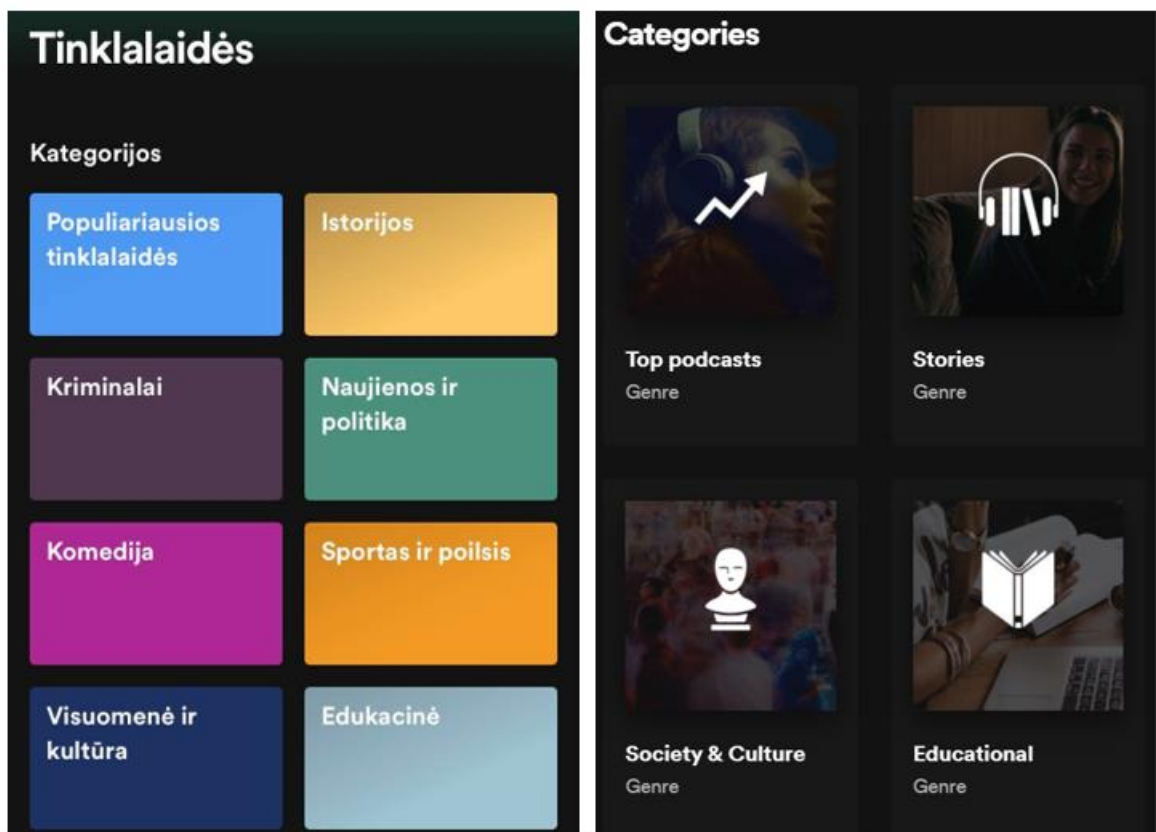 Tinklalaidės
Kategorijos
Populiariausios
tinklalaidės
Istorijos
Kriminalai
Naujienos ir
politika
Komedija
Sportas ir poilsis
Visuomenė ir
kultūra
Edukacinė
Categories
Top podcasts
Genre
Stories
Genre
Society & Culture
Genre
Educational
Genre